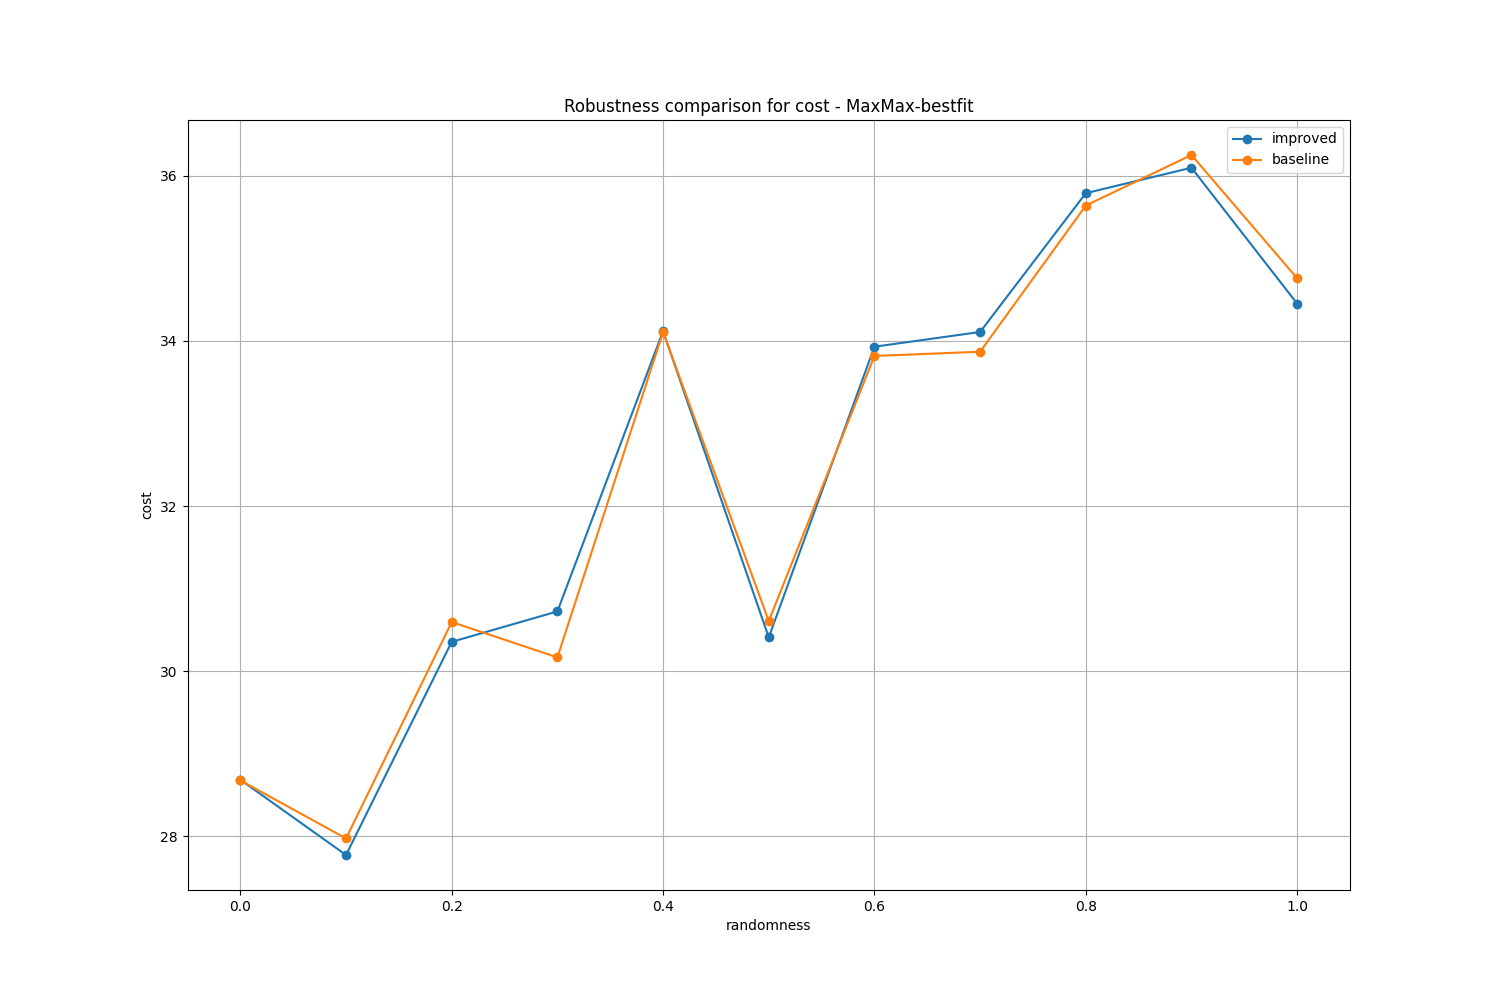 Robustness comparison for cost - MaxMax-bestfit
improved
baseline
36
34
32
30
28
cost
0.0 0.2 0.4 0.6 0.8 1.0
randomness